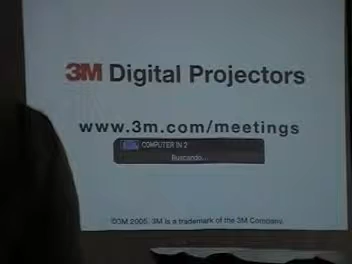 3M Digital Projectors
www.3m.com/meetings
COMPUTER IN 2
Buscando...
©3M 2005. 3M is a trademark of the 3M Company.